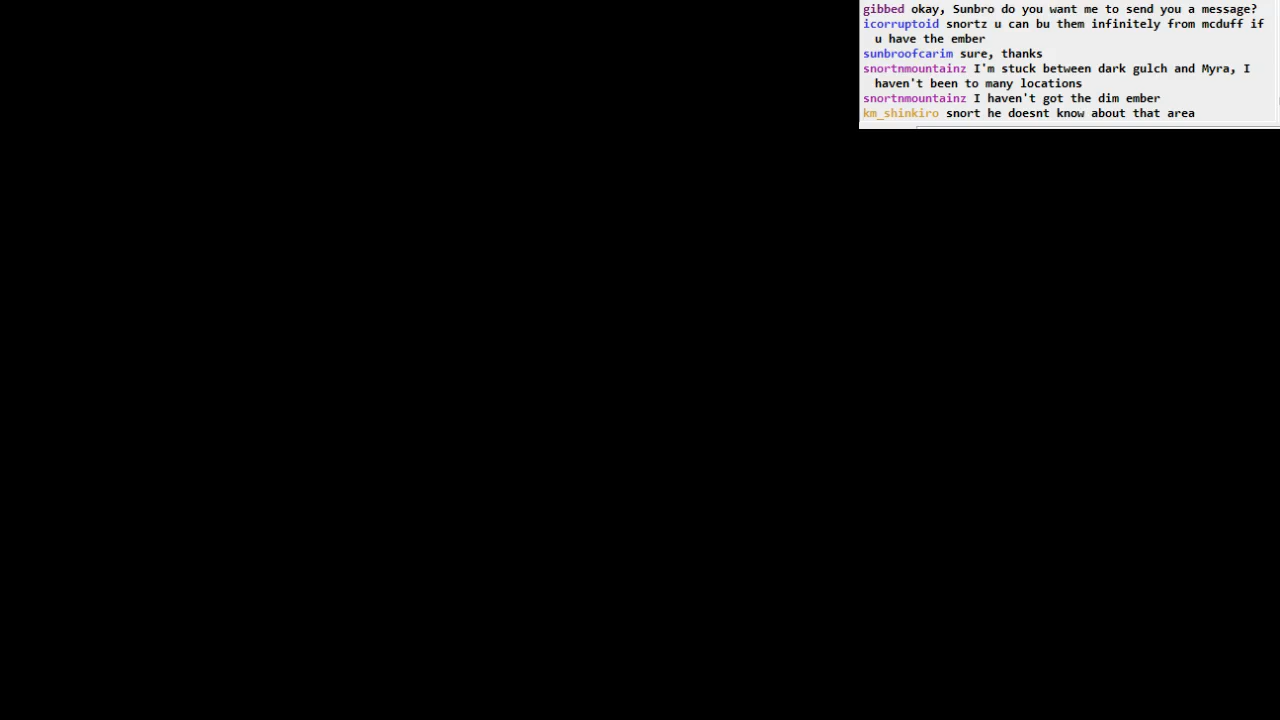 gibbed okay, Sunbro do you want me to send you a message?
icorruptoid snortz u can bu them infinitely from mcduff if
u have the ember
sunbroofcarim sure, thanks
snortnmountainz I'm stuck between dark gulch and Myra, I
haven't been to many locations
snortnmountainz I haven't got the dim ember
km_shinkiro snort he doesnt know about that area